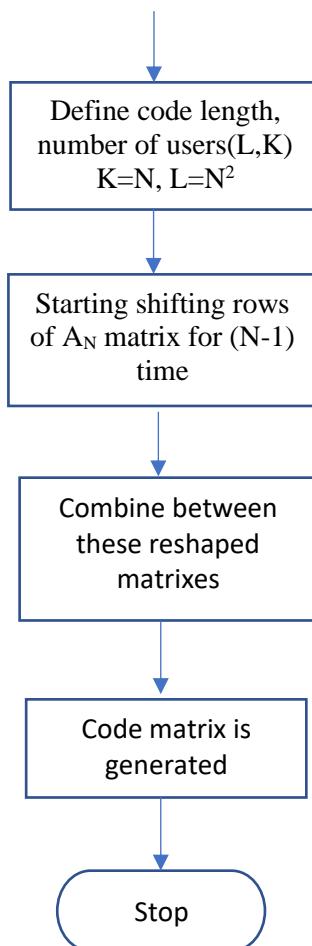 Define code length,
number of users(L,K)
K=N, L=N²
Starting shifting rows
of A_N matrix for (N-1)
time
Combine between
these reshaped
matrixes
Code matrix is
generated
Stop